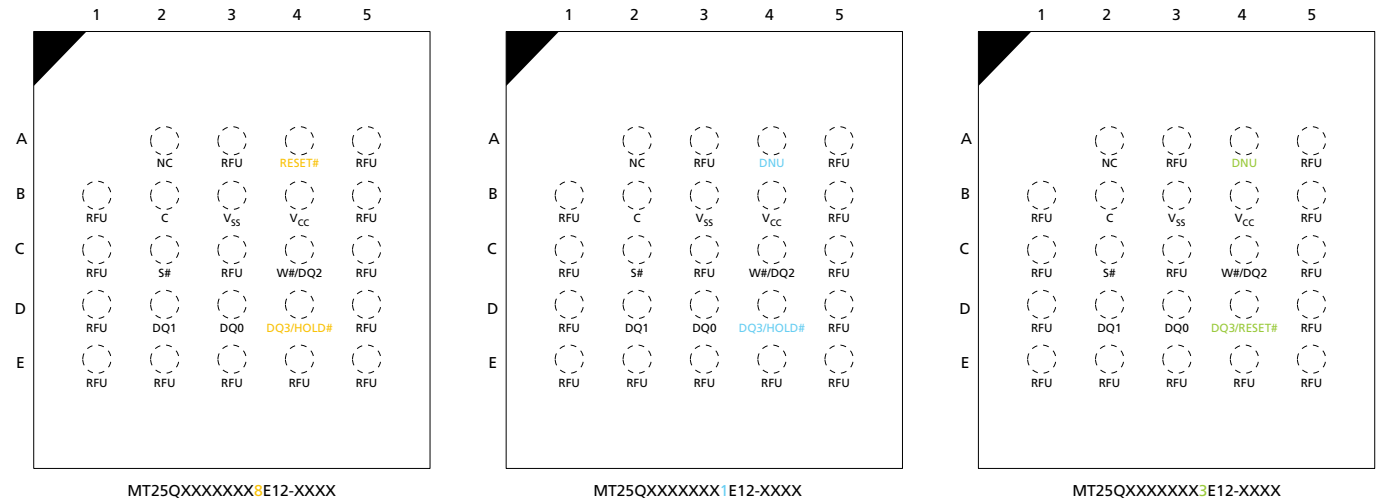 1 2 3 4 5 1 2 3 4 5 1 2 3 4 5
A A A
NC RFU RESET# RFU NC RFU DNU RFU NC RFU DNU RFU
B B B
RFU C VSS VCC RFU RFU C VSS VCC RFU RFU C VSS VCC RFU
C C C
RFU S# RFU W#/DQ2 RFU RFU S# RFU W#/DQ2 RFU RFU S# RFU W#/DQ2 RFU
D D D
RFU DQ1 DQ0 DQ3/HOLD# RFU RFU DQ1 DQ0 DQ3/HOLD# RFU RFU DQ1 DQ0 DQ3/RESET# RFU
E E E
RFU RFU RFU RFU RFU RFU RFU RFU RFU RFU RFU RFU RFU RFU RFU
MT25QXXXXXXX8E12-XXXX MT25QXXXXXXX1E12-XXXX MT25QXXXXXXX3E12-XXXX